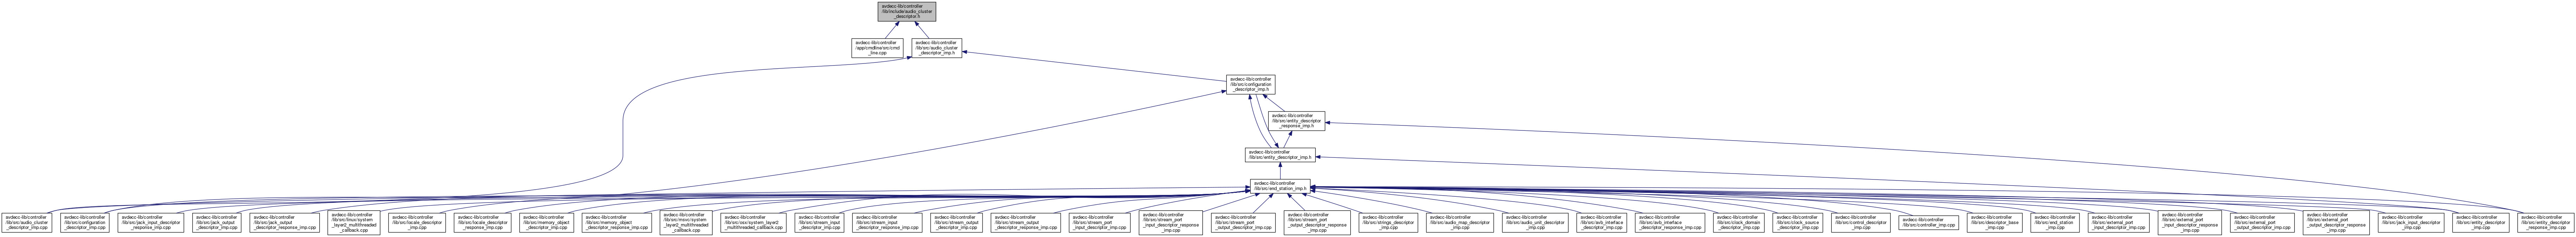 avdecc-lib/controller
/lib/include/audio_cluster
_descriptor.h
avdecc-lib/controller
/app/cmdline/src/cmd
_line.cpp
avdecc-lib/controller
/lib/src/audio_cluster
_descriptor_imp.h
avdecc-lib/controller
/lib/src/configuration
_descriptor_imp.h
avdecc-lib/controller
/lib/src/entity_descriptor
_response_imp.h
avdecc-lib/controller
/lib/src/entity_descriptor_imp.h
avdecc-lib/controller
/lib/src/end_station_imp.h
avdecc-lib/controller
/lib/src/audio_cluster
_descriptor_imp.cpp
avdecc-lib/controller
/lib/src/configuration
_descriptor_imp.cpp
avdecc-lib/controller
/lib/src/jack_input_descriptor
_response_imp.cpp
avdecc-lib/controller
/lib/src/jack_output
_descriptor_imp.cpp
avdecc-lib/controller
/lib/src/jack_output
_descriptor_response_imp.cpp
avdecc-lib/controller
/lib/src/linux/system
_layer2_multithreaded
_callback.cpp
avdecc-lib/controller
/lib/src/locale_descriptor
_imp.cpp
avdecc-lib/controller
/lib/src/locale_descriptor
_response_imp.cpp
avdecc-lib/controller
/lib/src/memory_object
_descriptor_imp.cpp
avdecc-lib/controller
/lib/src/memory_object
_descriptor_response_imp.cpp
avdecc-lib/controller
/lib/src/msvc/system
_layer2_multithreaded
_callback.cpp
avdecc-lib/controller
/lib/src/osx/system_layer2
_multithreaded_callback.cpp
avdecc-lib/controller
/lib/src/stream_input
_descriptor_imp.cpp
avdecc-lib/controller
/lib/src/stream_input
_descriptor_response_imp.cpp
avdecc-lib/controller
/lib/src/stream_output
_descriptor_imp.cpp
avdecc-lib/controller
/lib/src/stream_output
_descriptor_response_imp.cpp
avdecc-lib/controller
/lib/src/stream_port
_input_descriptor_imp.cpp
avdecc-lib/controller
/lib/src/stream_port
_input_descriptor_response
_imp.cpp
avdecc-lib/controller
/lib/src/stream_port
_output_descriptor_imp.cpp
avdecc-lib/controller
/lib/src/stream_port
_output_descriptor_response
_imp.cpp
avdecc-lib/controller
/lib/src/strings_descriptor
_imp.cpp
avdecc-lib/controller
/lib/src/audio_map_descriptor
_imp.cpp
avdecc-lib/controller
/lib/src/audio_unit_descriptor
_imp.cpp
avdecc-lib/controller
/lib/src/avb_interface
_descriptor_imp.cpp
avdecc-lib/controller
/lib/src/avb_interface
_descriptor_response_imp.cpp
avdecc-lib/controller
/lib/src/clock_domain
_descriptor_imp.cpp
avdecc-lib/controller
/lib/src/clock_source
_descriptor_imp.cpp
avdecc-lib/controller
/lib/src/control_descriptor
_imp.cpp
avdecc-lib/controller
/lib/src/controller_imp.cpp
avdecc-lib/controller
/lib/src/descriptor_base
_imp.cpp
avdecc-lib/controller
/lib/src/end_station
_imp.cpp
avdecc-lib/controller
/lib/src/external_port
_input_descriptor_imp.cpp
avdecc-lib/controller
/lib/src/external_port
_input_descriptor_response
_imp.cpp
avdecc-lib/controller
/lib/src/external_port
_output_descriptor_imp.cpp
avdecc-lib/controller
/lib/src/external_port
_output_descriptor_response
_imp.cpp
avdecc-lib/controller
/lib/src/jack_input_descriptor
_imp.cpp
avdecc-lib/controller
/lib/src/entity_descriptor
_imp.cpp
avdecc-lib/controller
/lib/src/entity_descriptor
_response_imp.cpp